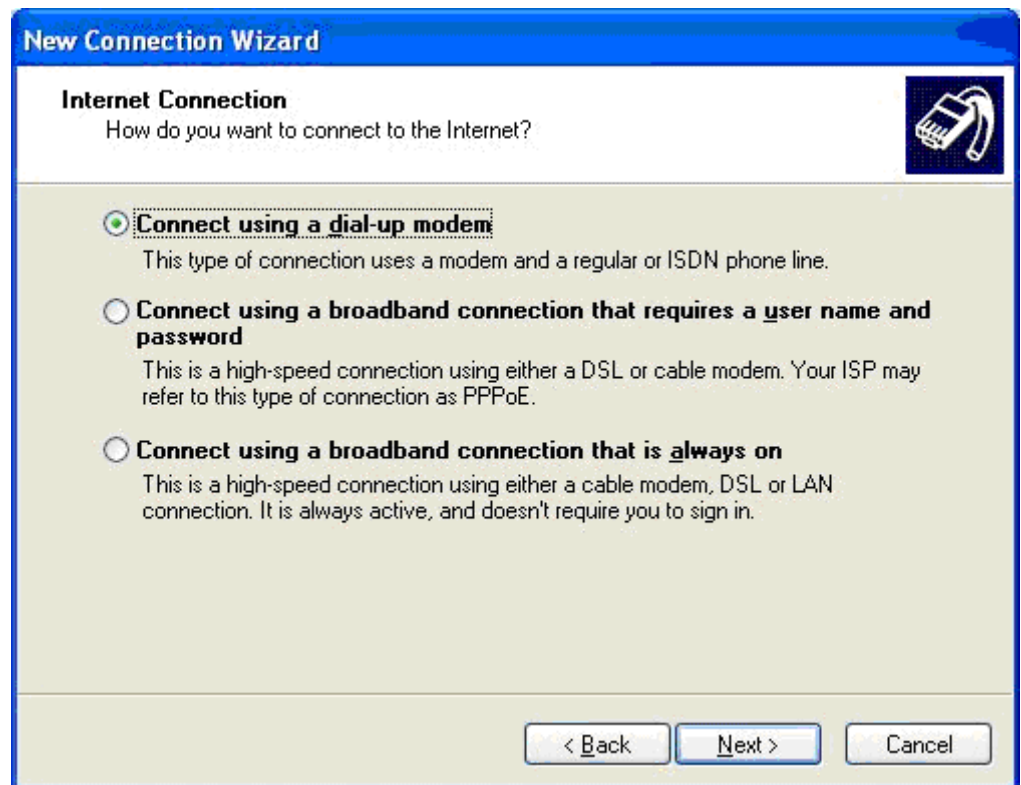 New Connection Wizard
Internet Connection
How do you want to connect to the Internet?
Connect using a dial-up modem
This type of connection uses a modem and a regular or ISDN phone line.
Connect using a broadband connection that requires a user name and
password
This is a high-speed connection using either a DSL or cable modem. Your ISP may
refer to this type of connection as PPPoE.
Connect using a broadband connection that is always on
This is a high-speed connection using either a cable modem, DSL or LAN
connection. It is always active, and doesn't require you to sign in.
< Back Next > Cancel